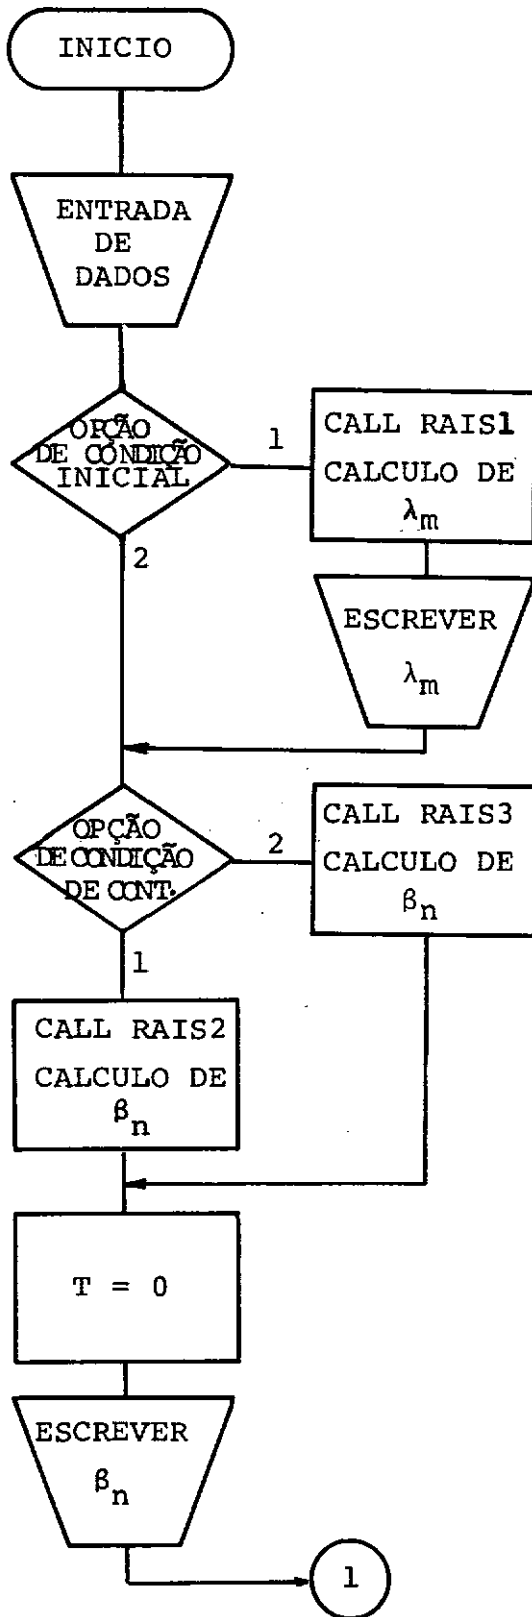 INICIO
ENTRADA
DE
DADOS
OPÇÃO
DE CONDIÇÃO
INICIAL
1
CALL RAIS1
CALCULO DE
λm
2
ESCREVER
λm
OPÇÃO
DE CONDIÇÃO
DE CONT.
2
CALL RAIS3
CALCULO DE
βn
1
CALL RAIS2
CALCULO DE
βn
T = 0
ESCREVER
βn
1